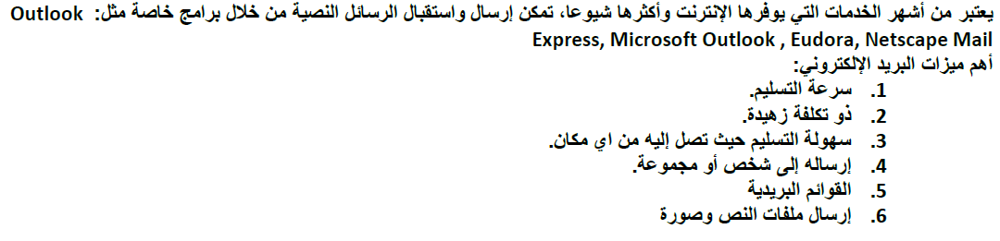 يعتبر من أشهر الخدمات التي يوفرها الإنترنت وأكثرها شيوعا، تمكن إرسال واستقبال الرسائل النصية من خلال برامج خاصة مثل: Outlook
Express, Microsoft Outlook , Eudora, Netscape Mail
أهم ميزات البريد الإلكتروني:
1. سرعة التسليم.
2. ذو تكلفة زهيدة.
3. سهولة التسليم حيث تصل إليه من اي مكان.
4. إرساله إلى شخص أو مجموعة.
5. القوائم البريدية
6. إرسال ملفات النص وصورة